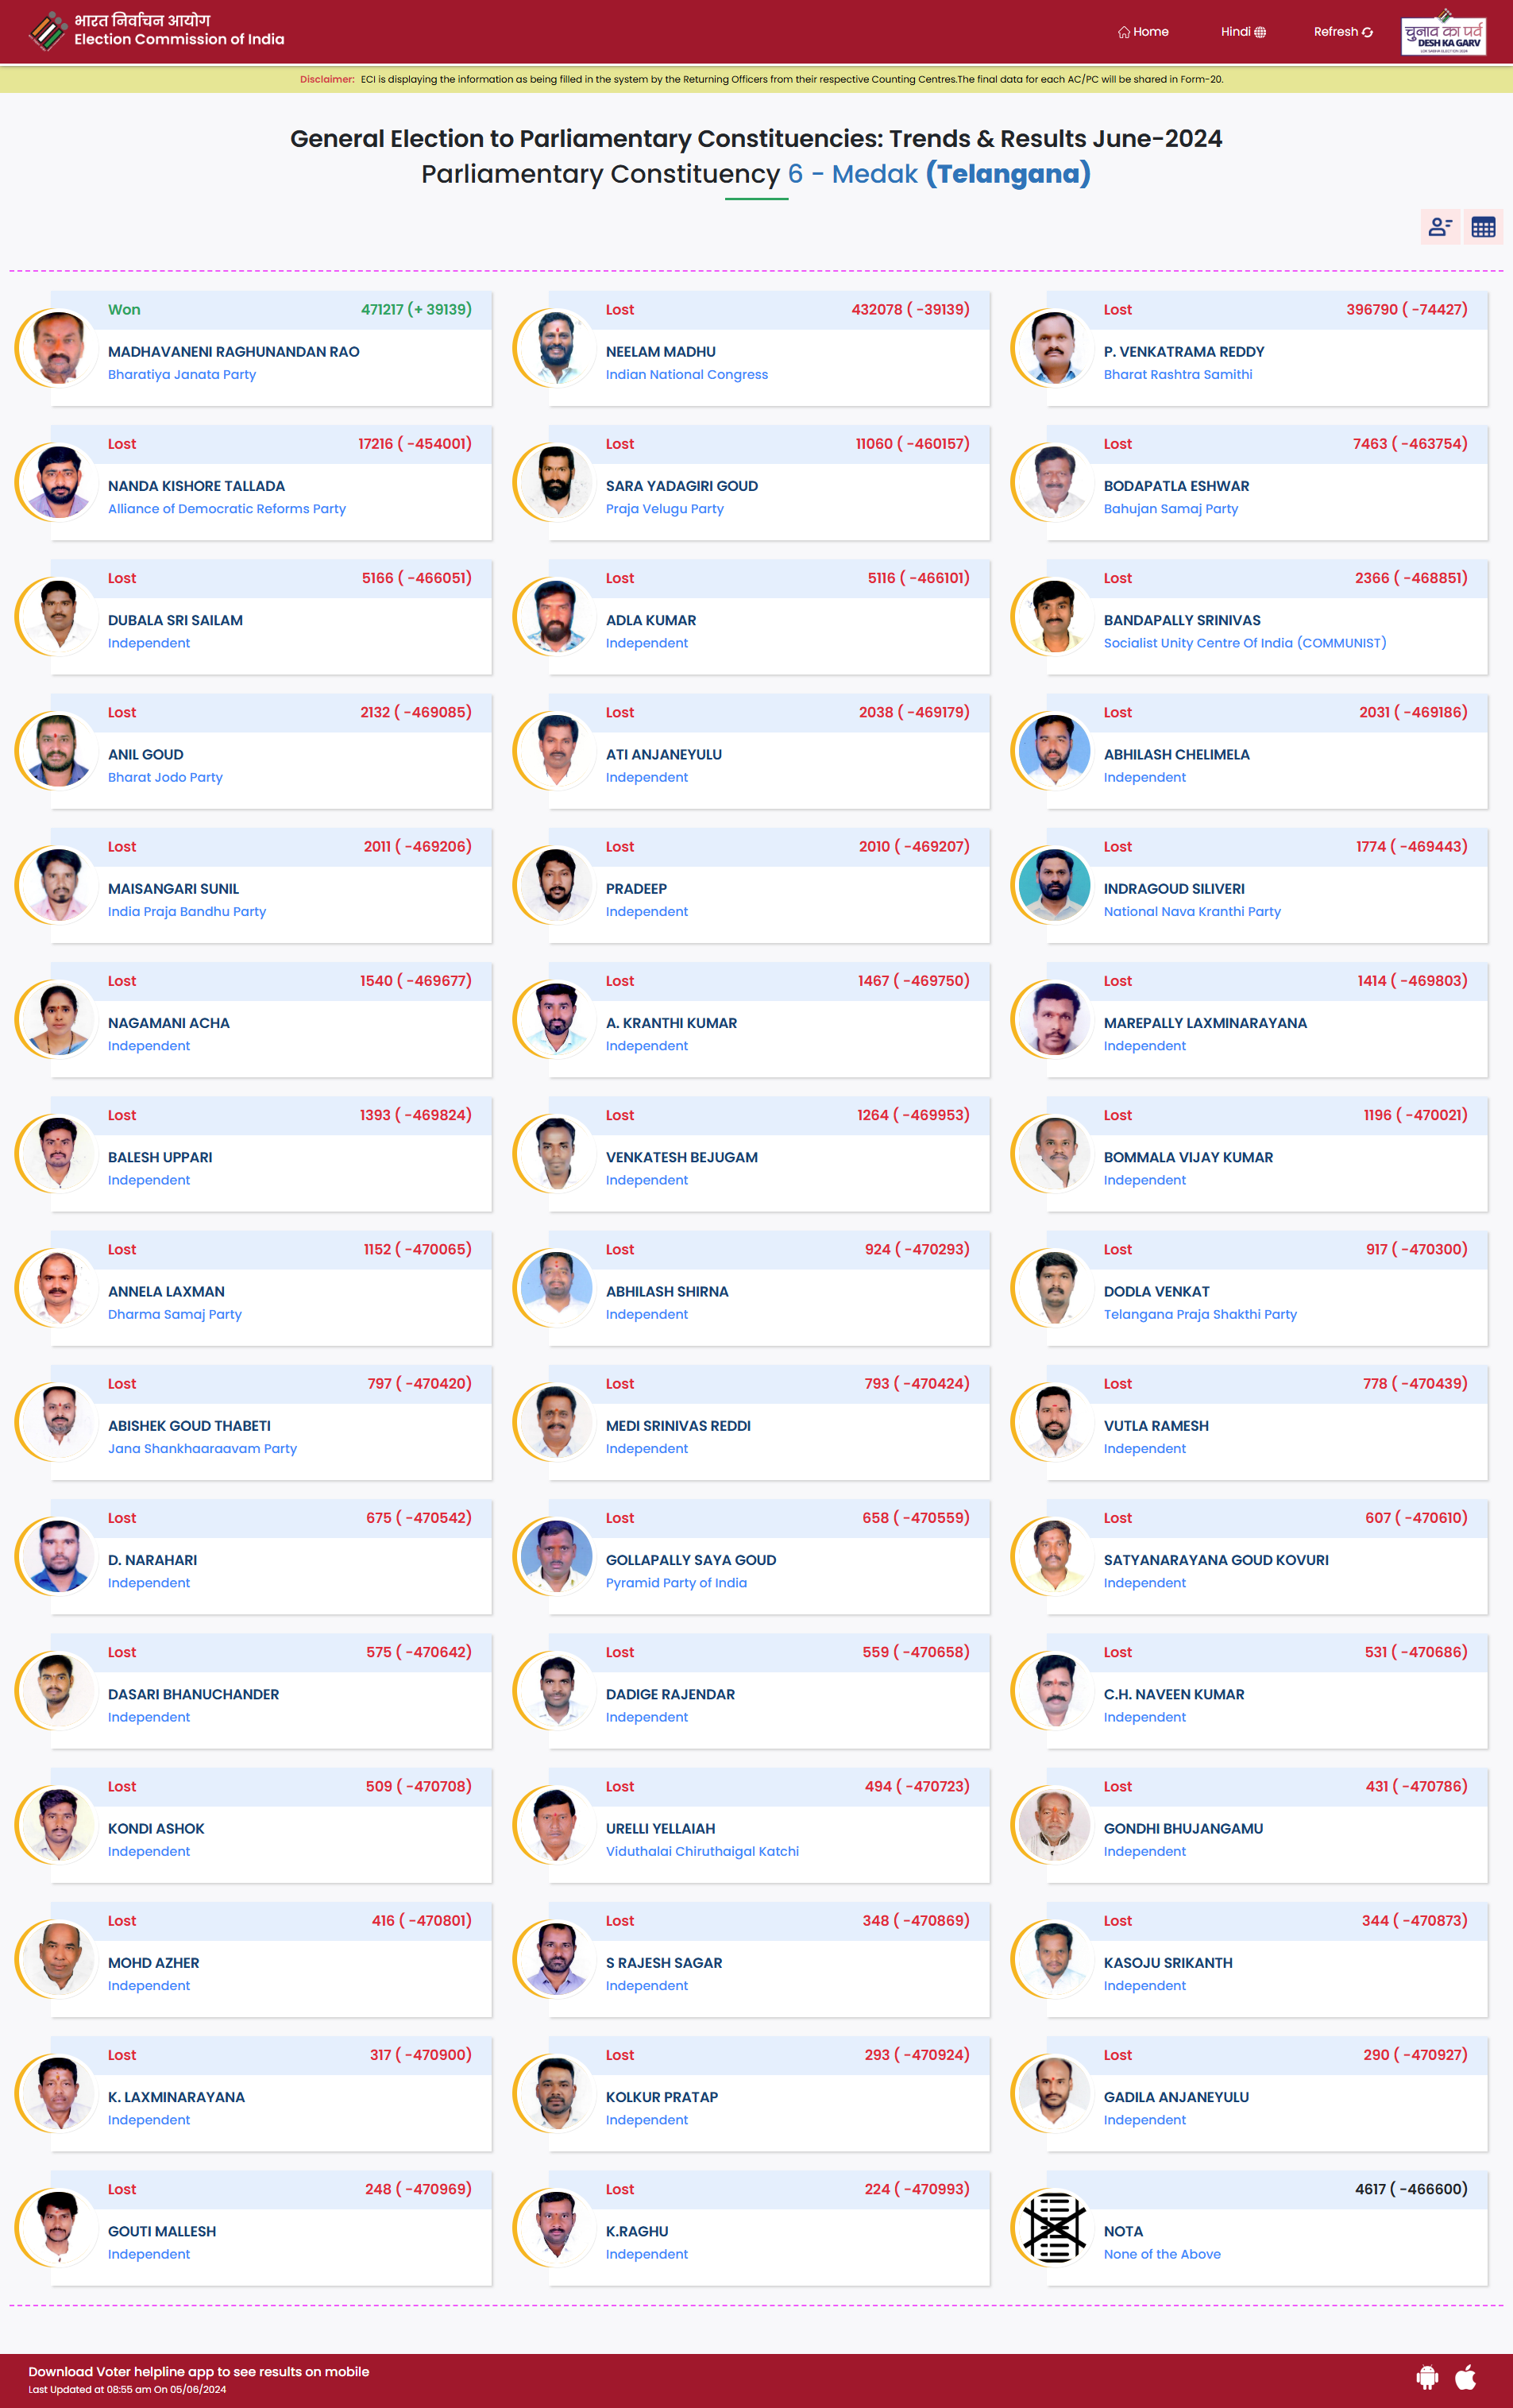 भारत निर्वाचन आयोग
Election Commission of India
Home
Hindi
Refresh
चुनाव का पर्व
DESH KA GARV
Disclaimer: ECI is displaying the information as being filled in the system by the Returning Officers from their respective Counting Centres.The final data for each AC/PC will be shared in Form-20.
General Election to Parliamentary Constituencies: Trends & Results June-2024
Parliamentary Constituency 6 - Medak (Telangana)
Won 471217 (+ 39139)
MADHAVANENI RAGHUNANDAN RAO
Bharatiya Janata Party
Lost 432078 ( -39139)
NEELAM MADHU
Indian National Congress
Lost 396790 ( -74427)
P. VENKATRAMA REDDY
Bharat Rashtra Samithi
Lost 17216 ( -454001)
NANDA KISHORE TALLADA
Alliance of Democratic Reforms Party
Lost 11060 ( -460157)
SARA YADAGIRI GOUD
Praja Velugu Party
Lost 7463 ( -463754)
BODAPATLA ESHWAR
Bahujan Samaj Party
Lost 5166 ( -466051)
DUBALA SRI SAILAM
Independent
Lost 5116 ( -466101)
ADLA KUMAR
Independent
Lost 2366 ( -468851)
BANDAPALLY SRINIVAS
Socialist Unity Centre Of India (COMMUNIST)
Lost 2132 ( -469085)
ANIL GOUD
Bharat Jodo Party
Lost 2038 ( -469179)
ATI ANJANEYULU
Independent
Lost 2031 ( -469186)
ABHILASH CHELIMELA
Independent
Lost 2011 ( -469206)
MAISANGARI SUNIL
India Praja Bandhu Party
Lost 2010 ( -469207)
PRADEEP
Independent
Lost 1774 ( -469443)
INDRAGOUD SILIVERI
National Nava Kranthi Party
Lost 1540 ( -469677)
NAGAMANI ACHA
Independent
Lost 1467 ( -469750)
A. KRANTHI KUMAR
Independent
Lost 1414 ( -469803)
MAREPALLY LAXMINARAYANA
Independent
Lost 1393 ( -469824)
BALESH UPPARI
Independent
Lost 1264 ( -469953)
VENKATESH BEJUGAM
Independent
Lost 1196 ( -470021)
BOMMALA VIJAY KUMAR
Independent
Lost 1152 ( -470065)
ANNELA LAXMAN
Dharma Samaj Party
Lost 924 ( -470293)
ABHILASH SHIRNA
Independent
Lost 917 ( -470300)
DODLA VENKAT
Telangana Praja Shakthi Party
Lost 797 ( -470420)
ABISHEK GOUD THABETI
Jana Shankhaaraavam Party
Lost 793 ( -470424)
MEDI SRINIVAS REDDI
Independent
Lost 778 ( -470439)
VUTLA RAMESH
Independent
Lost 675 ( -470542)
D. NARAHARI
Independent
Lost 658 ( -470559)
GOLLAPALLY SAYA GOUD
Pyramid Party of India
Lost 607 ( -470610)
SATYANARAYANA GOUD KOVURI
Independent
Lost 575 ( -470642)
DASARI BHANUCHANDER
Independent
Lost 559 ( -470658)
DADIGE RAJENDAR
Independent
Lost 531 ( -470686)
C.H. NAVEEN KUMAR
Independent
Lost 509 ( -470708)
KONDI ASHOK
Independent
Lost 494 ( -470723)
URELLI YELLAIAH
Viduthalai Chiruthaigal Katchi
Lost 431 ( -470786)
GONDHI BHUJANGAMU
Independent
Lost 416 ( -470801)
MOHD AZHER
Independent
Lost 348 ( -470869)
S RAJESH SAGAR
Independent
Lost 344 ( -470873)
KASOJU SRIKANTH
Independent
Lost 317 ( -470900)
K. LAXMINARAYANA
Independent
Lost 293 ( -470924)
KOLKUR PRATAP
Independent
Lost 290 ( -470927)
GADILA ANJANEYULU
Independent
Lost 248 ( -470969)
GOUTI MALLESH
Independent
Lost 224 ( -470993)
K.RAGHU
Independent
4617 ( -466600)
NOTA
None of the Above
Download Voter helpline app to see results on mobile
Last Updated at 08:55 am On 05/06/2024